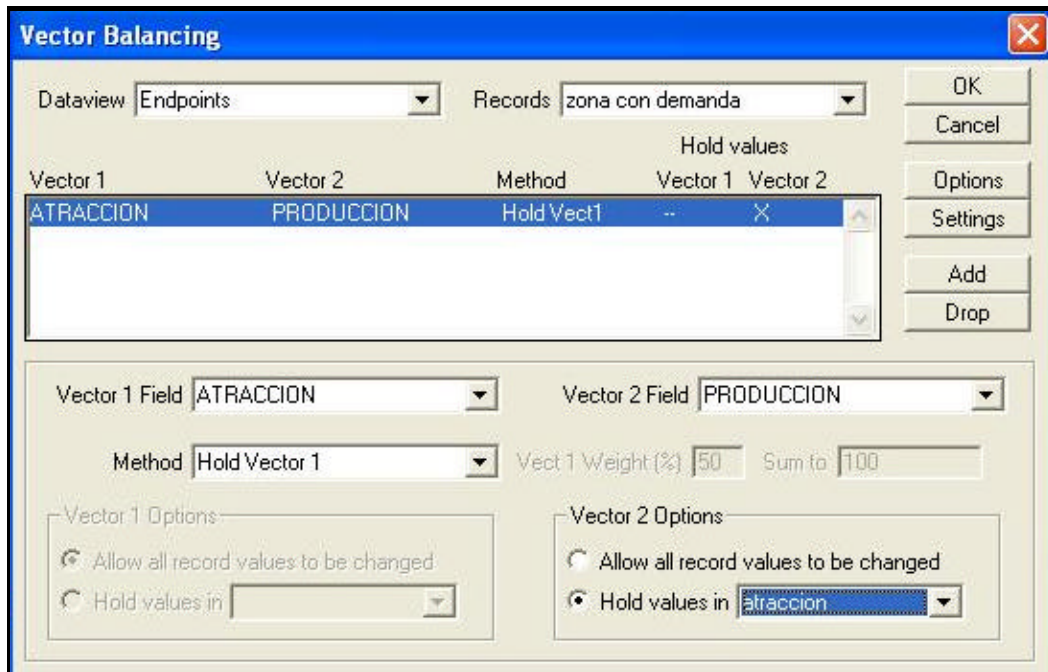 Vector Balancing
Dataview Endpoints Records zona con demanda OK
Cancel
Hold values
Vector 1 Vector 2 Method Vector 1 Vector 2 Options
ATRACCION PRODUCCION Hold Vect1 -- X Settings
Add
Drop
Vector 1 Field ATRACCION Vector 2 Field PRODUCCION
Method Hold Vector 1 Vect 1 Weight (%) 50 Sum to 100
Vector 1 Options Vector 2 Options
Allow all record values to be changed Allow all record values to be changed
Hold values in Hold values in atraccion